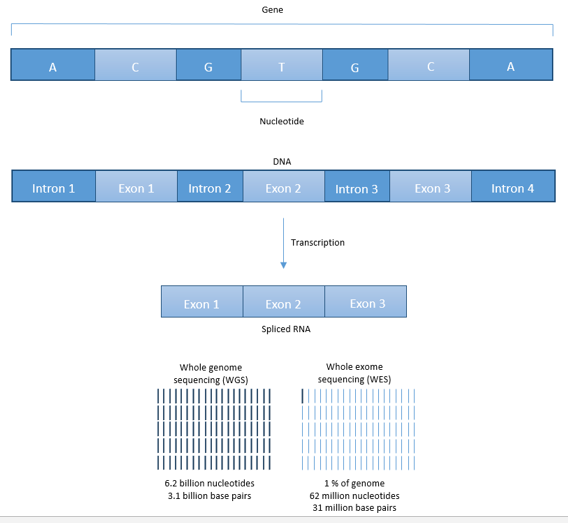 Gene
A C G T G C A
Nucleotide
DNA
Intron 1 Exon 1 Intron 2 Exon 2 Intron 3 Exon 3 Intron 4
Transcription
Exon 1 Exon 2 Exon 3
Spliced RNA
Whole genome
sequencing (WGS)
6.2 billion nucleotides
3.1 billion base pairs
Whole exome
sequencing (WES)
1 % of genome
62 million nucleotides
31 million base pairs